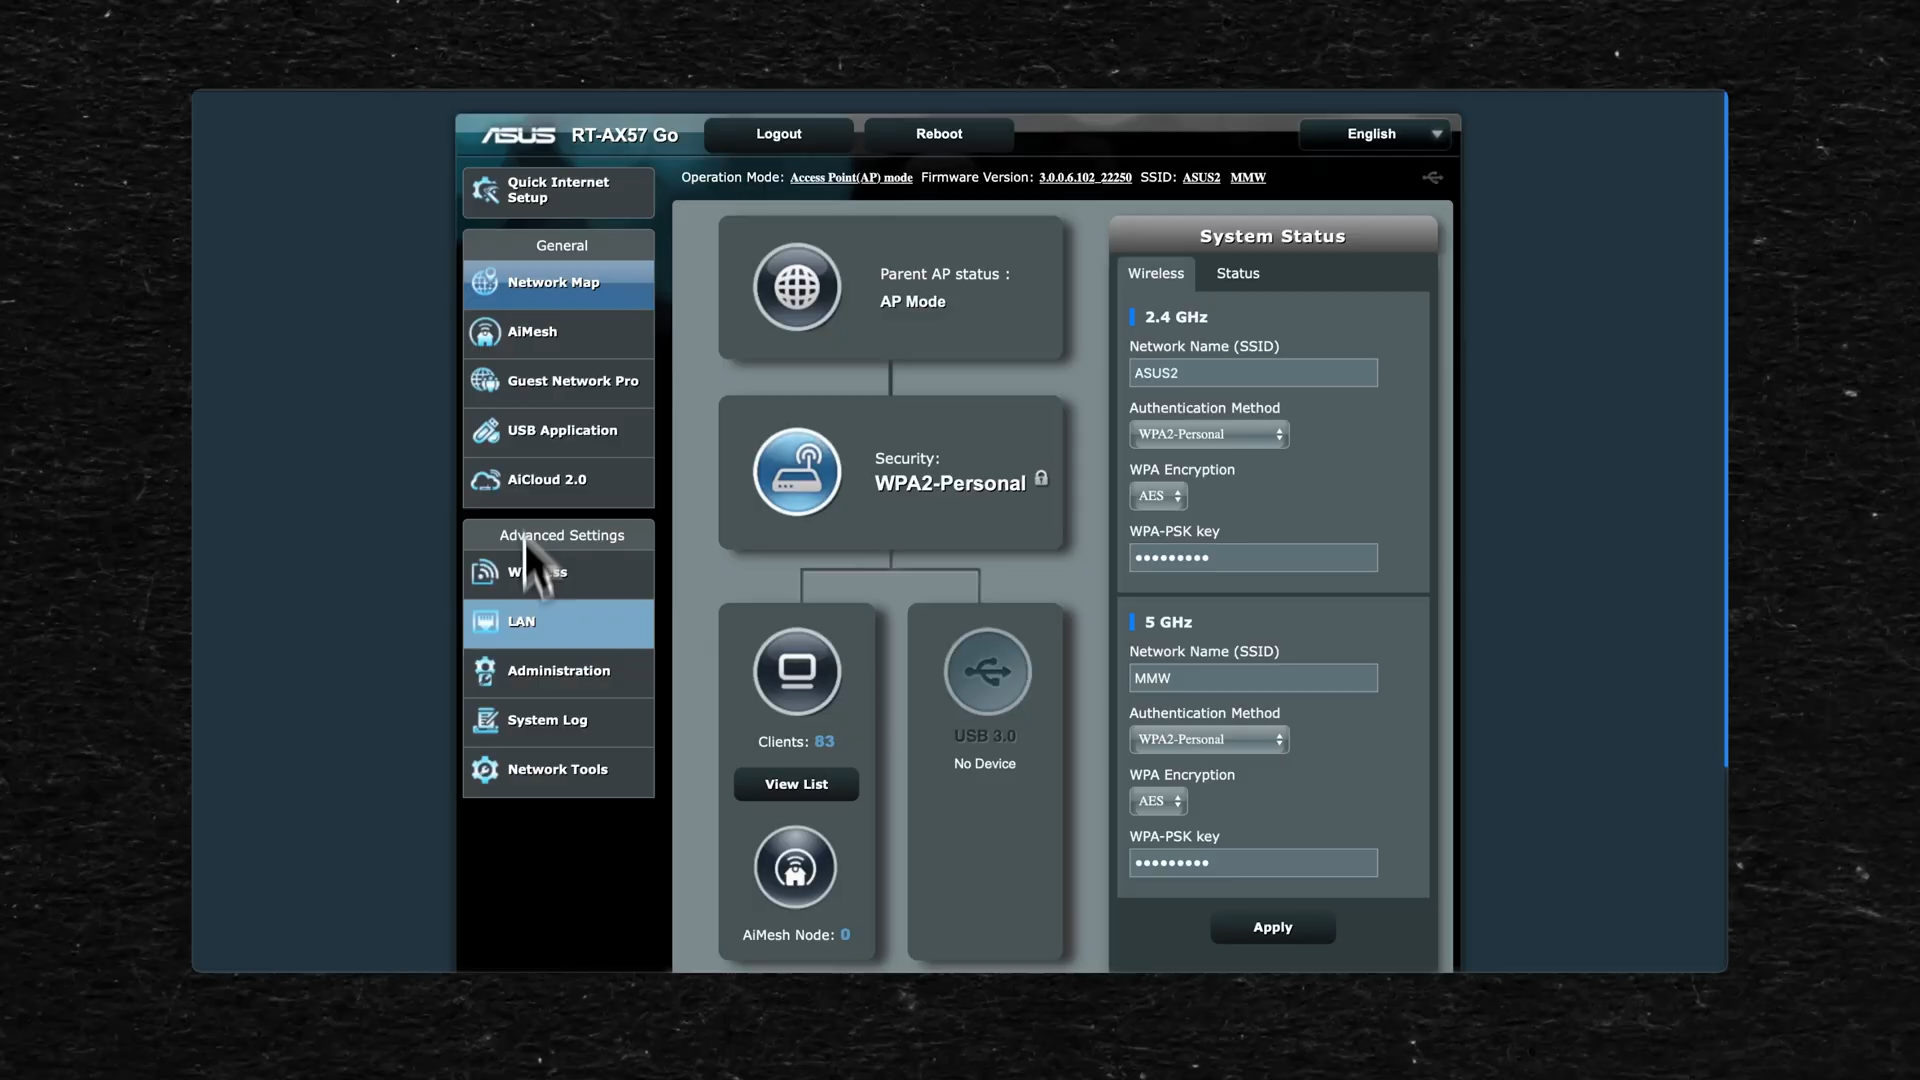 ASUS RT-AX57 Go
Logout
Reboot
English
Operation Mode: Access Point(AP) mode Firmware Version: 3.0.0.6.102_22250 SSID: ASUS2 MMW
Quick Internet
Setup
General
Network Map
AiMesh
Guest Network Pro
USB Application
AiCloud 2.0
Advanced Settings
LAN
Administration
System Log
Network Tools
Parent AP status :
AP Mode
Security:
WPA2-Personal
Clients: 83
View List
AiMesh Node: 0
USB 3.0
No Device
System Status
Wireless
Status
2.4 GHz
Network Name (SSID)
ASUS2
Authentication Method
WPA2-Personal
WPA Encryption
AES
WPA-PSK key
•••••••••
5 GHz
Network Name (SSID)
MMW
Authentication Method
WPA2-Personal
WPA Encryption
AES
WPA-PSK key
•••••••••
Apply